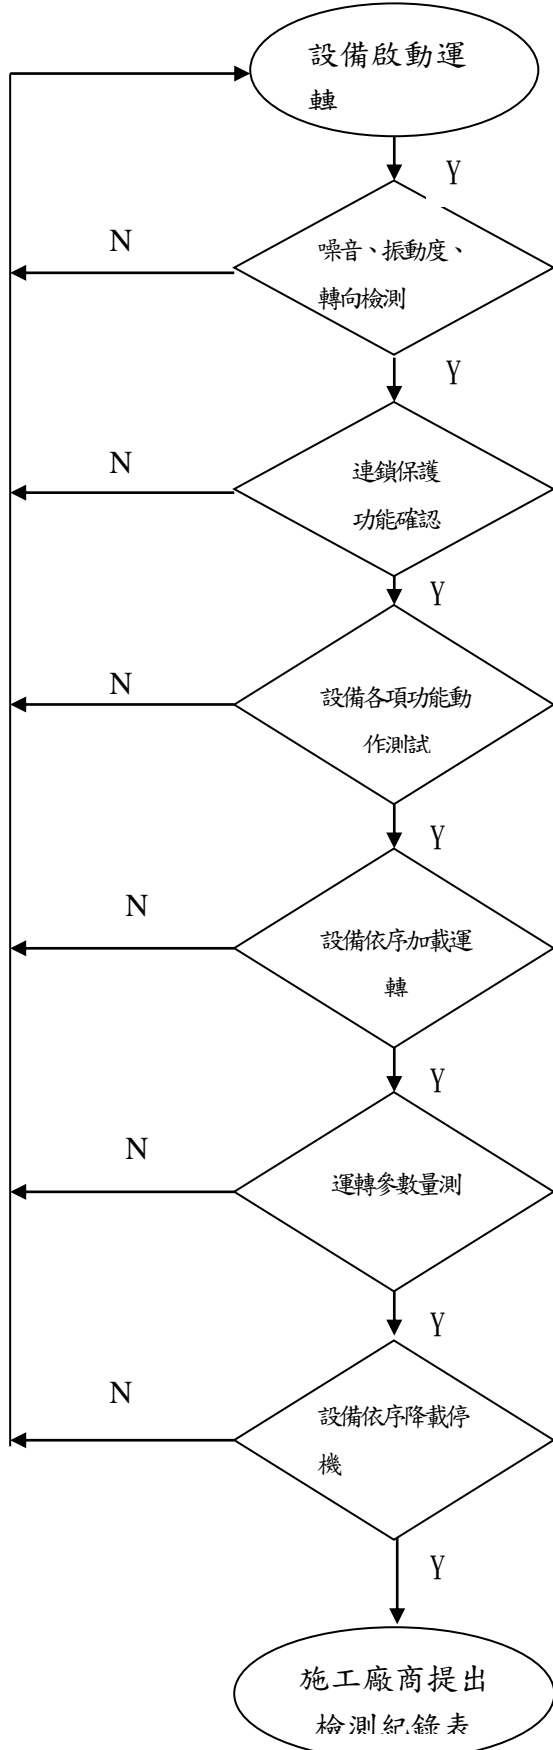 設備啟動運
轉
Y
N
噪音、振動度、
轉向檢測
Y
N
連鎖保護
功能確認
Y
N
設備各項功能動
作測試
Y
N
設備依序加載運
轉
Y
N
運轉參數量測
Y
N
設備依序降載停
機
Y
施工廠商提出
檢測紀錄表